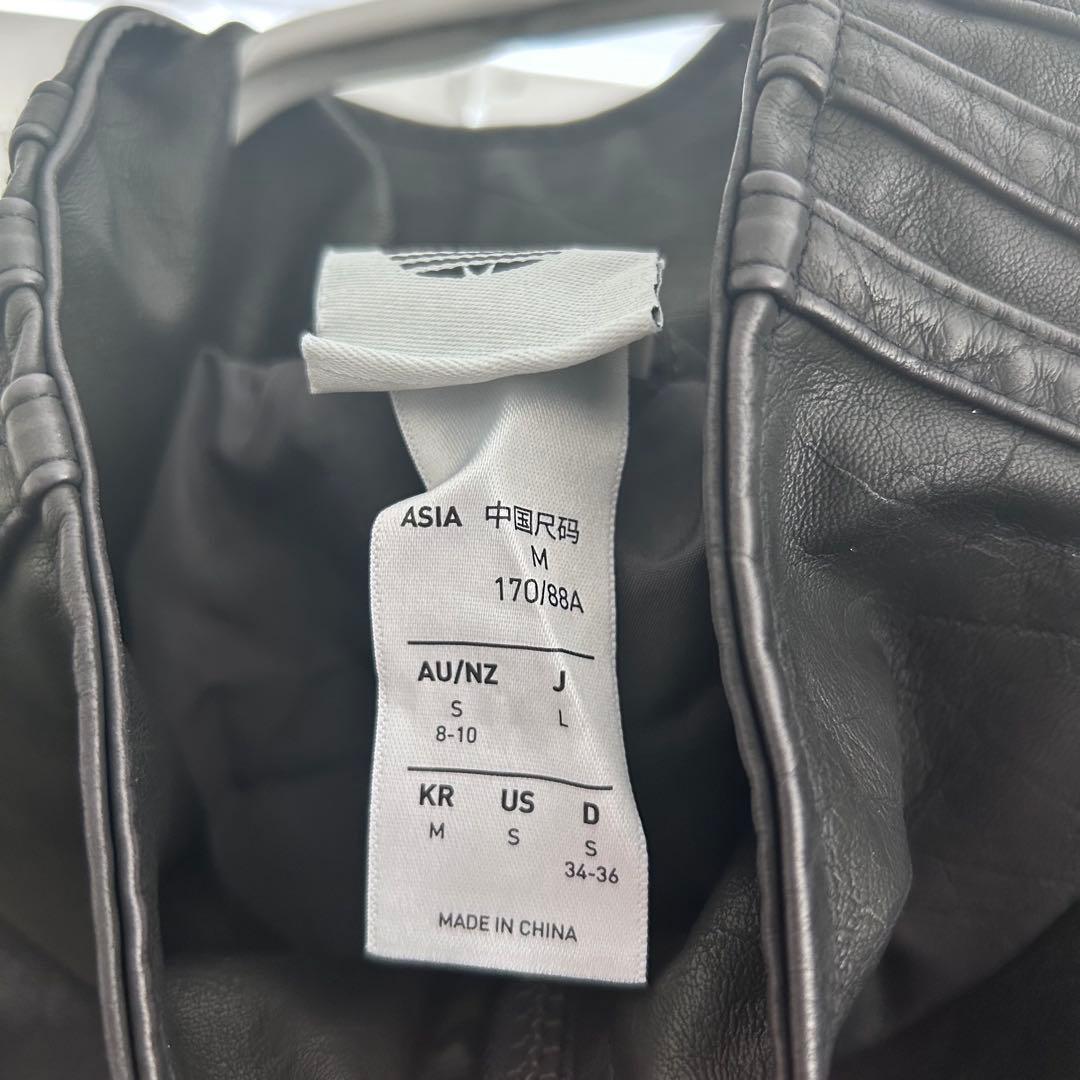 ASIA 中国尺码
M
170/88A
AU/NZ J
S L
8-10
KR US D
M S S
34-36
MADE IN CHINA